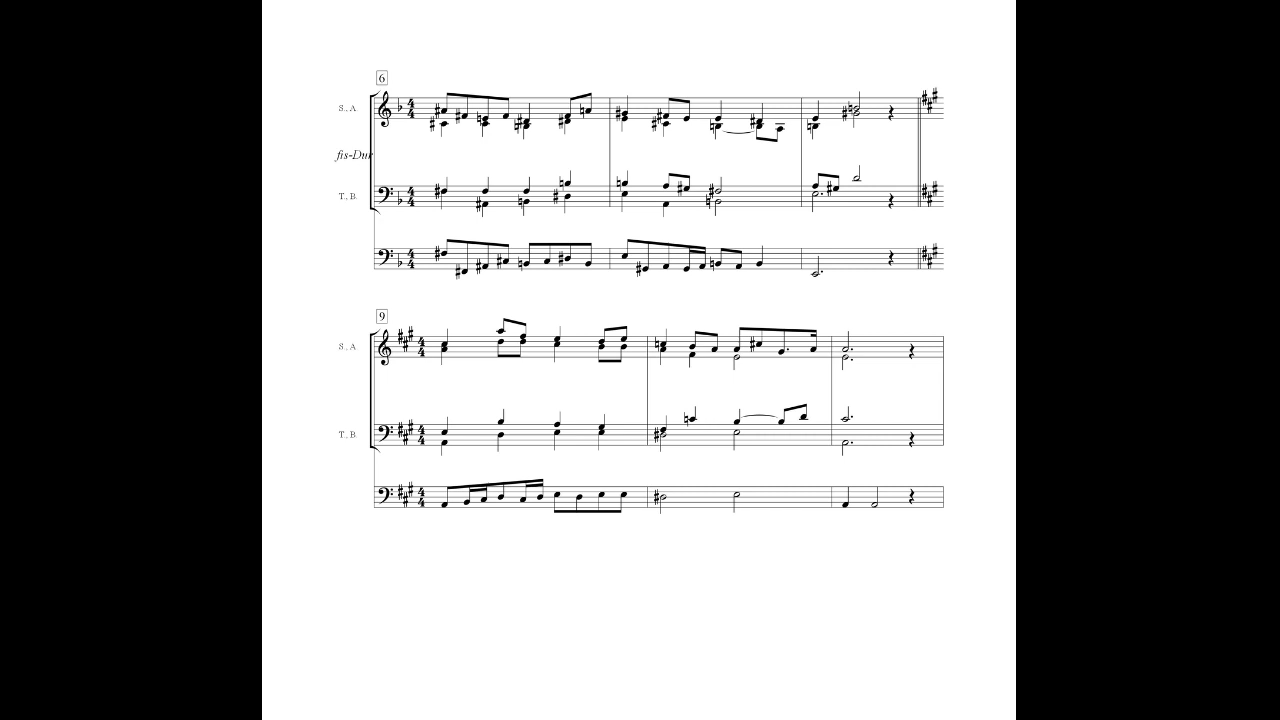 6
S., A.
fis-Dur
T., B.
9
S., A.
T., B.